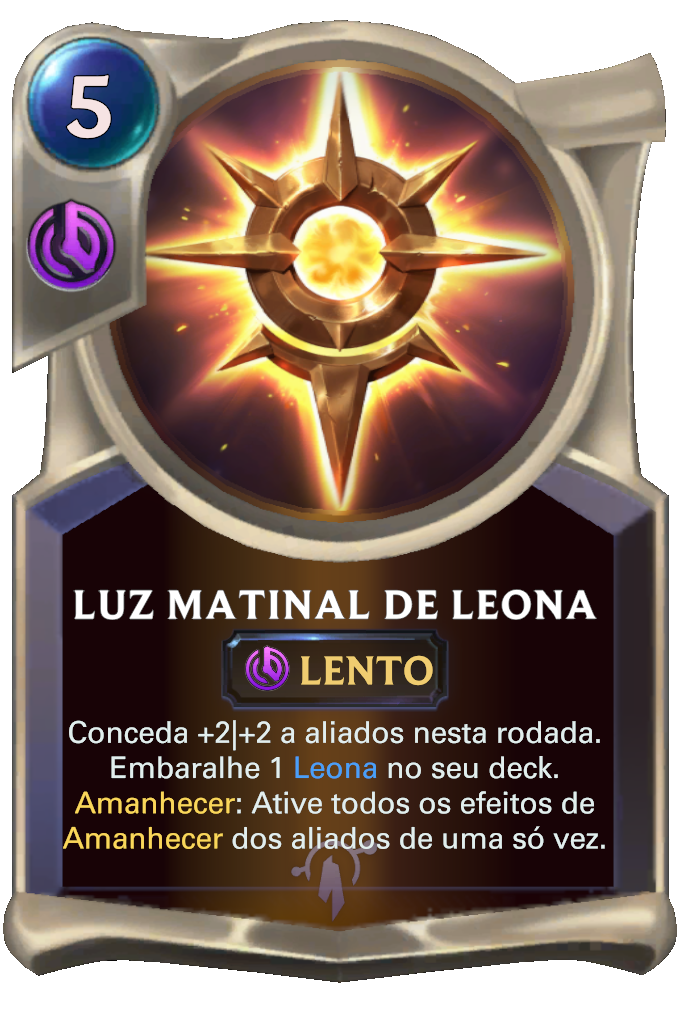 5
LUZ MATINAL DE LEONA
LENTO
Conceda +2|+2 a aliados nesta rodada.
Embaralhe 1 Leona no seu deck.
Amanhecer: Ative todos os efeitos de
Amanhecer dos aliados de uma só vez.